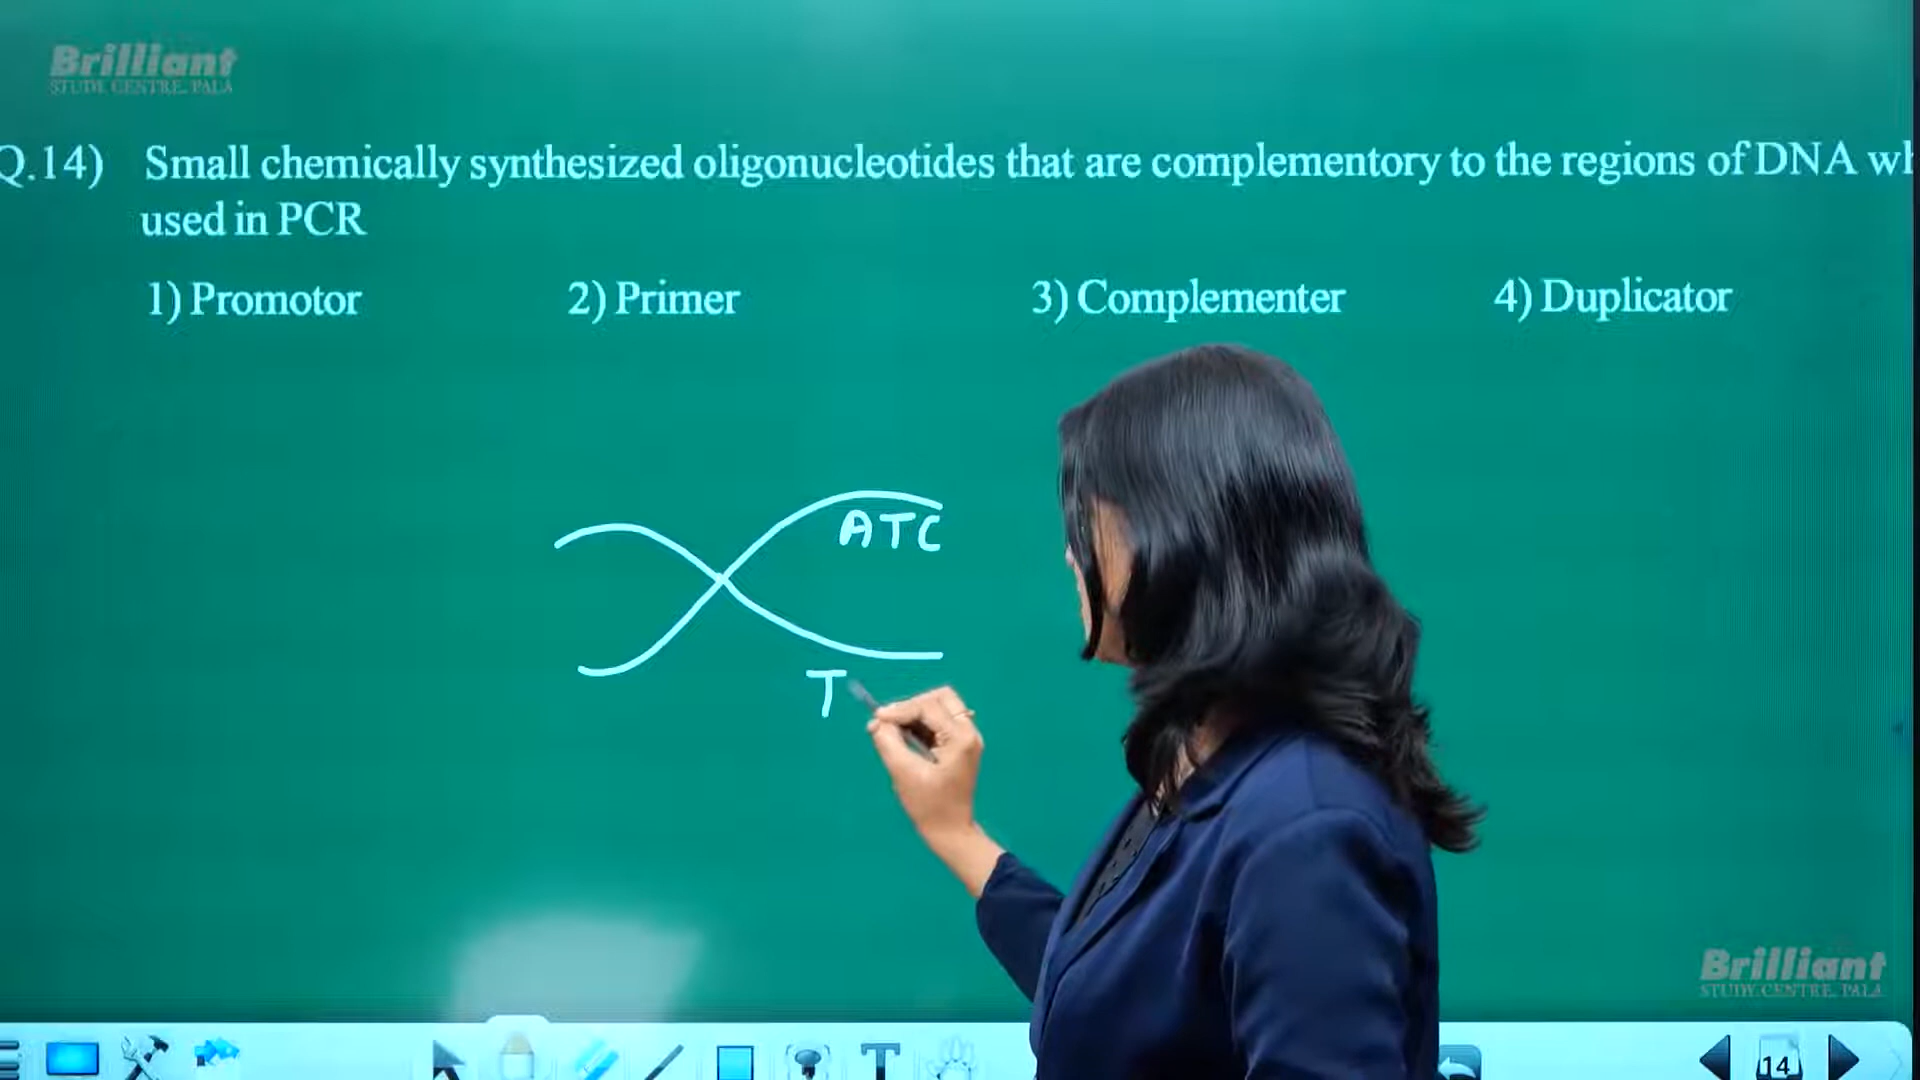 Brilliant
STUDY CENTRE, PALA
Q.14) Small chemically synthesized oligonucleotides that are complementory to the regions of DNA
used in PCR
1) Promotor 2) Primer 3) Complementer 4) Duplicator
ATC
T
Brilliant
STUDY CENTRE, PALA
T
14